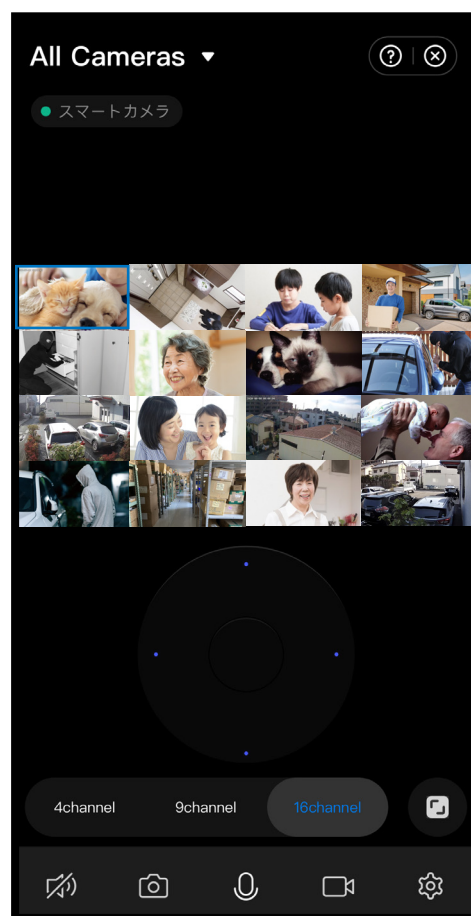 All Cameras
スマートカメラ
4channel
9channel
16channel